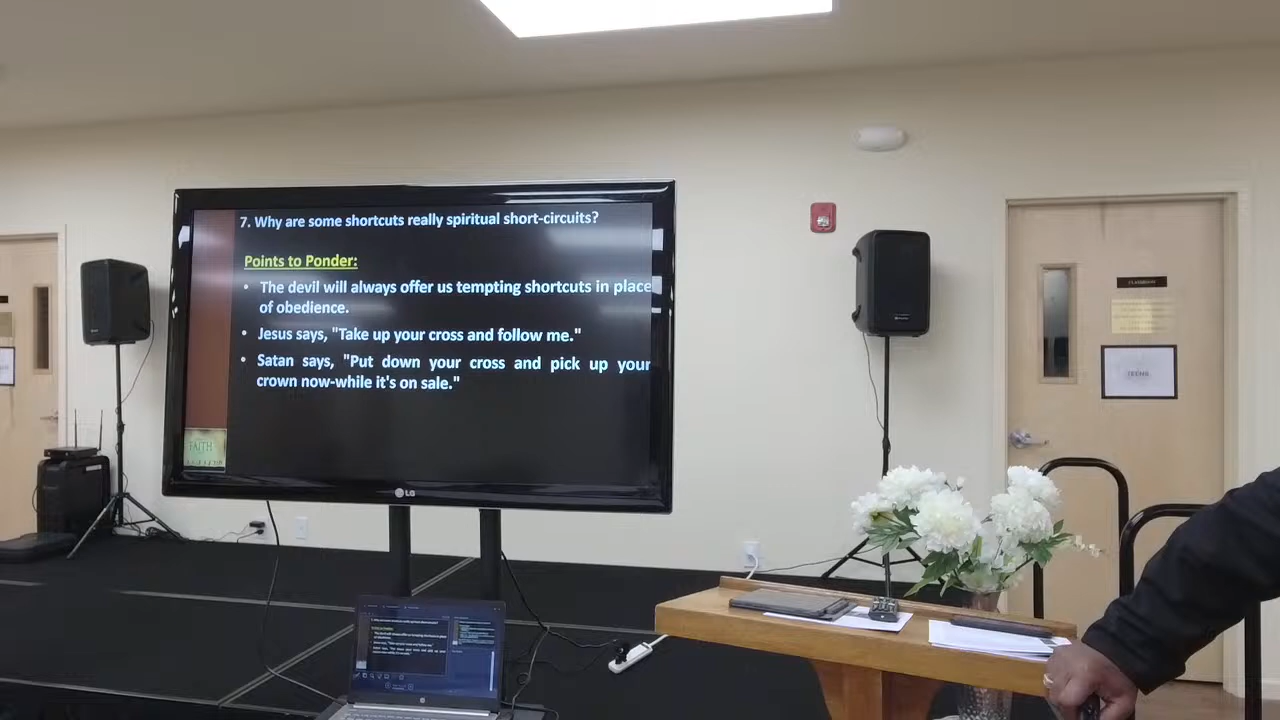 7. Why are some shortcuts really spiritual short-circuits?
Points to Ponder:
• The devil will always offer us tempting shortcuts in place
of obedience.
• Jesus says, "Take up your cross and follow me."
• Satan says, "Put down your cross and pick up your
crown now-while it's on sale."
FAITH
LG
CLASSROOM
TEENS